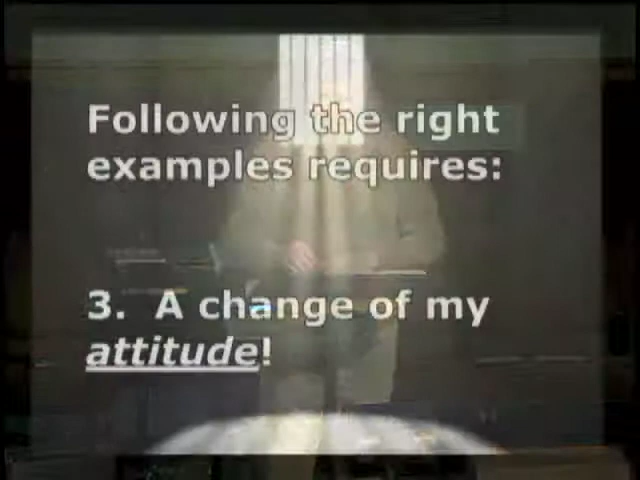 Following the right
examples requires:
3. A change of my
attitude!